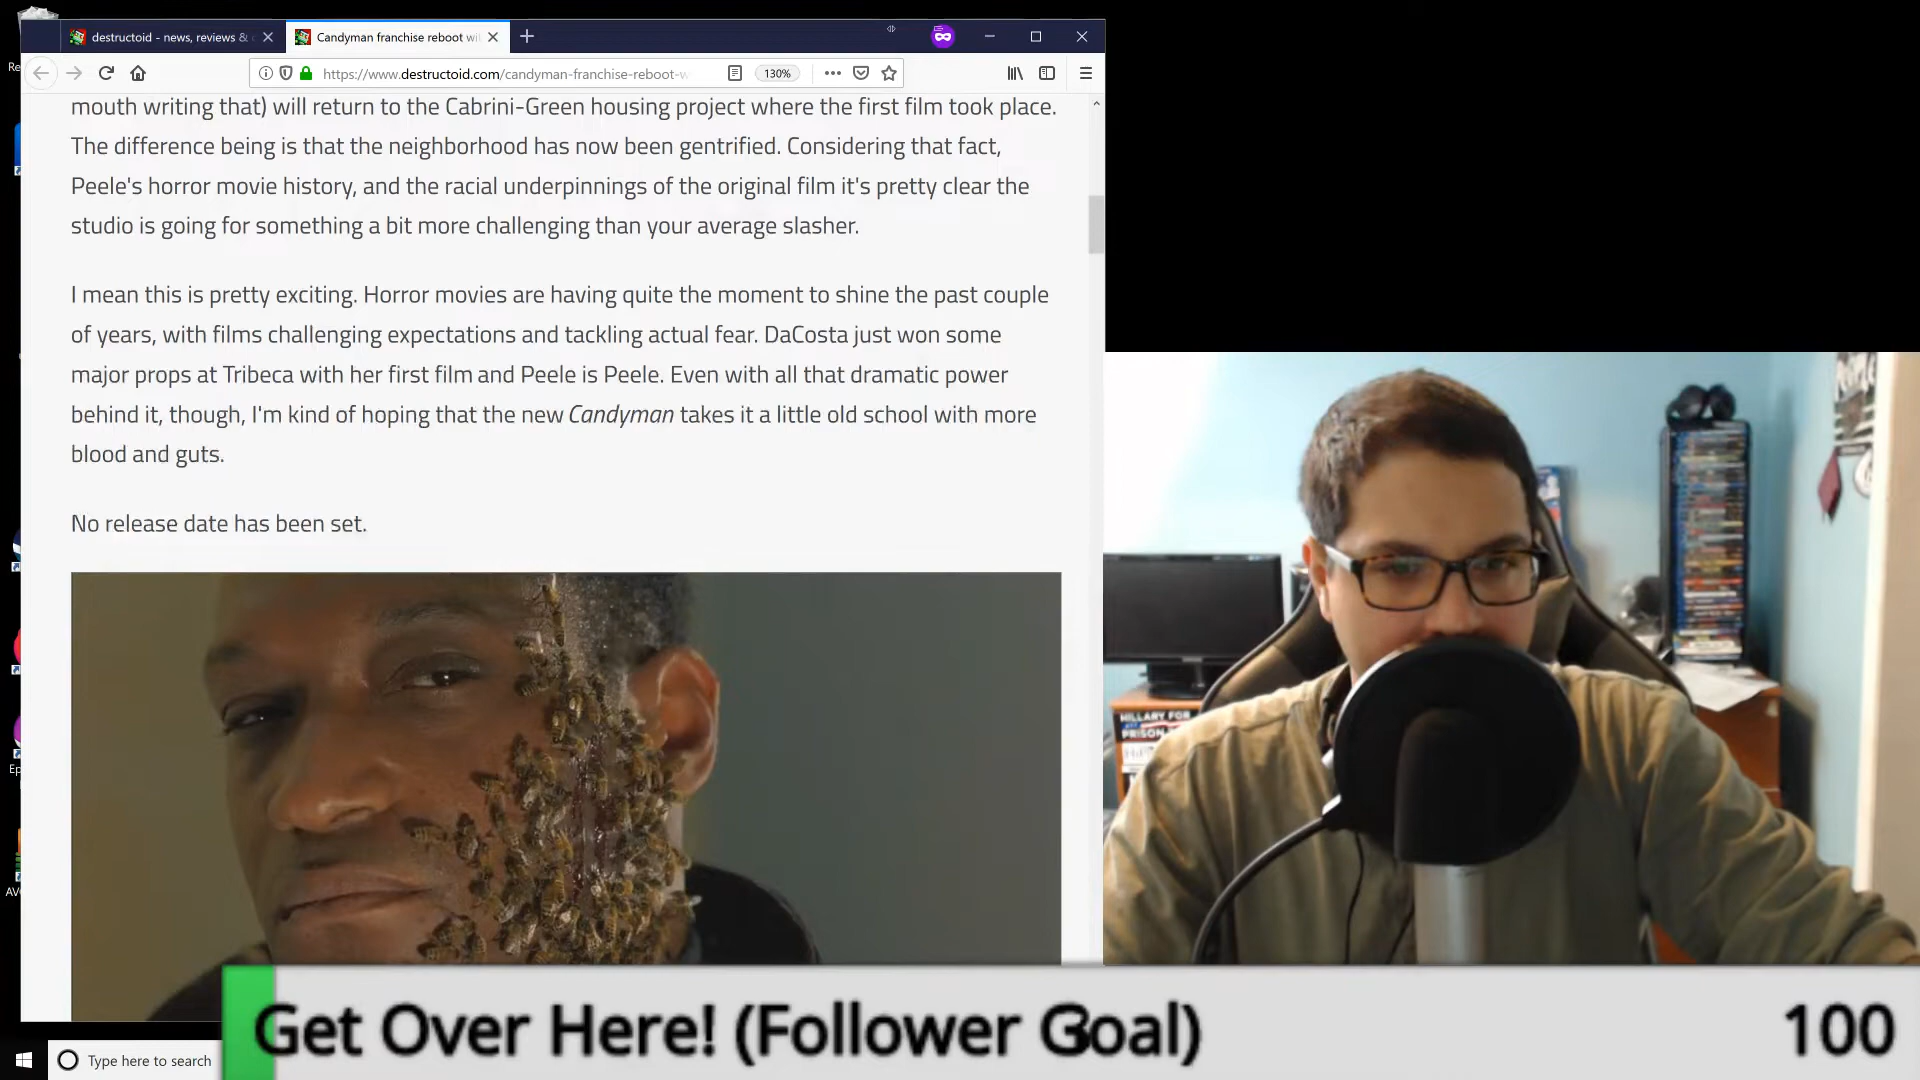 destructoid - news, reviews &
Candyman franchise reboot wi
https://www.destructoid.com/candyman-franchise-reboot-w
130%
mouth writing that) will return to the Cabrini-Green housing project where the first film took place.
The difference being is that the neighborhood has now been gentrified. Considering that fact,
Peele's horror movie history, and the racial underpinnings of the original film it's pretty clear the
studio is going for something a bit more challenging than your average slasher.
I mean this is pretty exciting. Horror movies are having quite the moment to shine the past couple
of years, with films challenging expectations and tackling actual fear. DaCosta just won some
major props at Tribeca with her first film and Peele is Peele. Even with all that dramatic power
behind it, though, I'm kind of hoping that the new Candyman takes it a little old school with more
blood and guts.
No release date has been set.
Re
Ep
AV
HILLARY FOR
PRISON
Get Over Here! (Follower Goal)
3
100
Type here to search